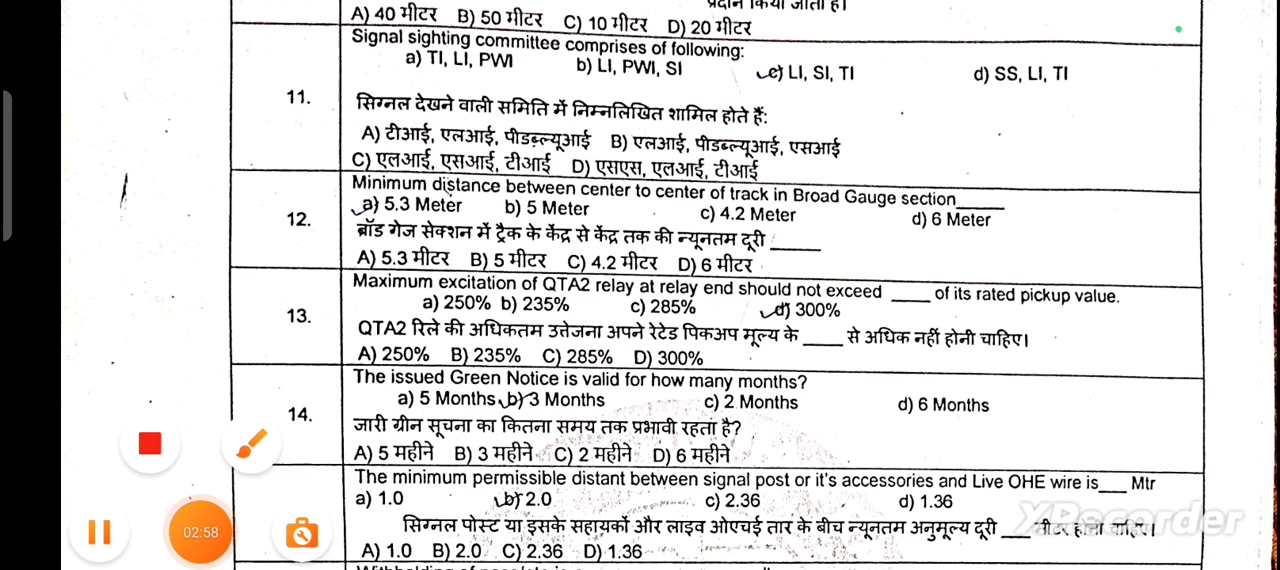 प्रदान किया जाता है।
A) 40 मीटर B) 50 मीटर C) 10 मीटर D) 20 मीटर
Signal sighting committee comprises of following:
a) TI, LI, PWI b) LI, PWI, SI c) LI, SI, TI d) SS, LI, TI
11.
सिग्नल देखने वाली समिति में निम्नलिखित शामिल होते हैं:
A) टीआई, एलआई, पीडब्ल्यूआई B) एलआई, पीडब्ल्यूआई, एसआई
C) एलआई, एसआई, टीआई D) एसएस, एलआई, टीआई
Minimum distance between center to center of track in Broad Gauge section_____
a) 5.3 Meter b) 5 Meter c) 4.2 Meter d) 6 Meter
12.
ब्रॉड गेज सेक्शन में ट्रैक के केंद्र से केंद्र तक की न्यूनतम दूरी _____
A) 5.3 मीटर B) 5 मीटर C) 4.2 मीटर D) 6 मीटर
Maximum excitation of QTA2 relay at relay end should not exceed ____ of its rated pickup value.
a) 250% b) 235% c) 285% d) 300%
13.
QTA2 रिले की अधिकतम उत्तेजना अपने रेटेड पिकअप मूल्य के ____ से अधिक नहीं होनी चाहिए।
A) 250% B) 235% C) 285% D) 300%
The issued Green Notice is valid for how many months?
a) 5 Months b) 3 Months c) 2 Months d) 6 Months
14.
जारी ग्रीन सूचना का कितना समय तक प्रभावी रहता है?
A) 5 महीने B) 3 महीने C) 2 महीने D) 6 महीने
The minimum permissible distant between signal post or it's accessories and Live OHE wire is___ Mtr
a) 1.0 b) 2.0 c) 2.36 d) 1.36
सिग्नल पोस्ट या इसके सहायकों और लाइव ओएचई तार के बीच न्यूनतम अनुमूल्य दूरी ___ मीटर होना चाहिए।
A) 1.0 B) 2.0 C) 2.36 D) 1.36
02:58
XRecorder